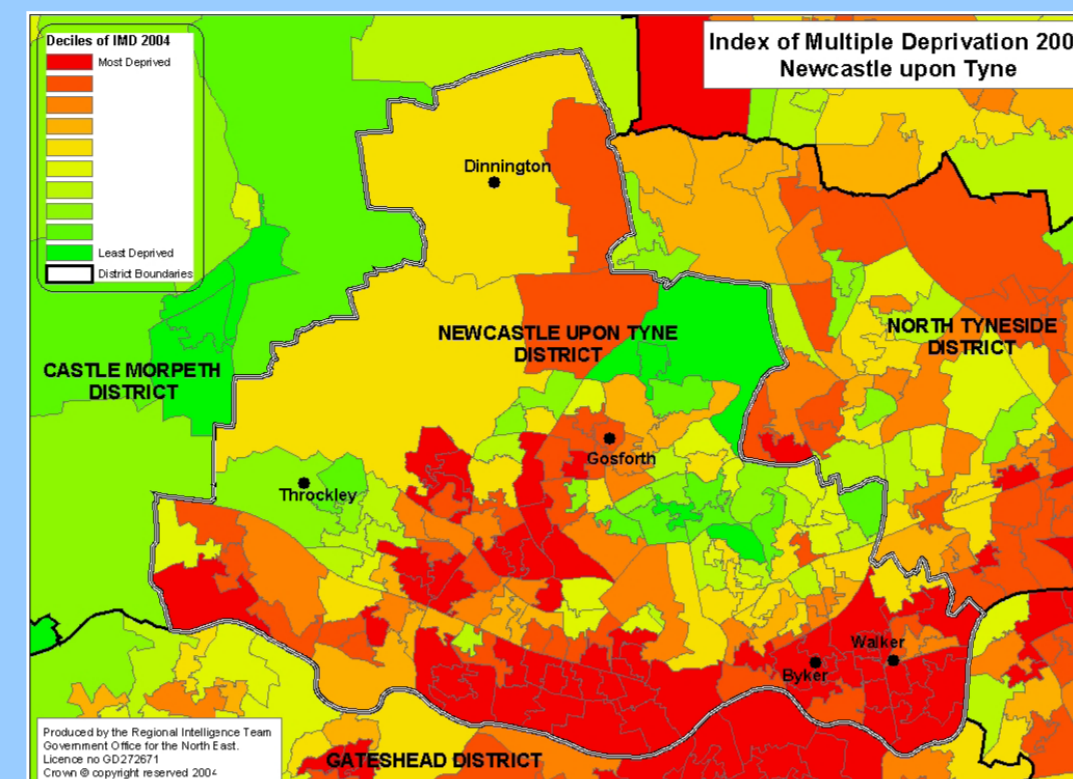 Deciles of IMD 2004
Most Deprived
Least Deprived
District Boundaries
Index of Multiple Deprivation 200
Newcastle upon Tyne
Dinnington
NEWCASTLE UPON TYNE
DISTRICT
NORTH TYNESIDE
DISTRICT
CASTLE MORPETH
DISTRICT
Gosforth
Throckley
Walker
Byker
GATESHEAD DISTRICT
Produced by the Regional Intelligence Team
Government Office for the North East.
Licence no GD272671
Crown © copyright reserved 2004